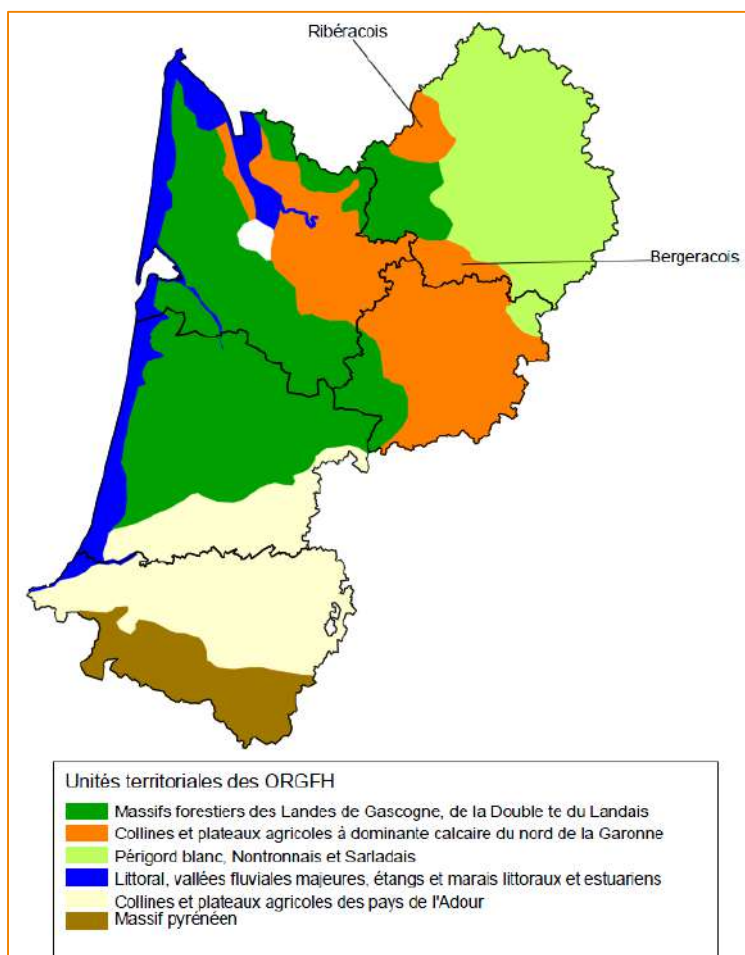 Ribéracois
Bergeracois
Unités territoriales des ORGFH
Massifs forestiers des Landes de Gascogne, de la Double te du Landais
Collines et plateaux agricoles à dominante calcaire du nord de la Garonne
Périgord blanc, Nontronnais et Sarladais
Littoral, vallées fluviales majeures, étangs et marais littoraux et estuariens
Collines et plateaux agricoles des pays de l'Adour
Massif pyrénéen